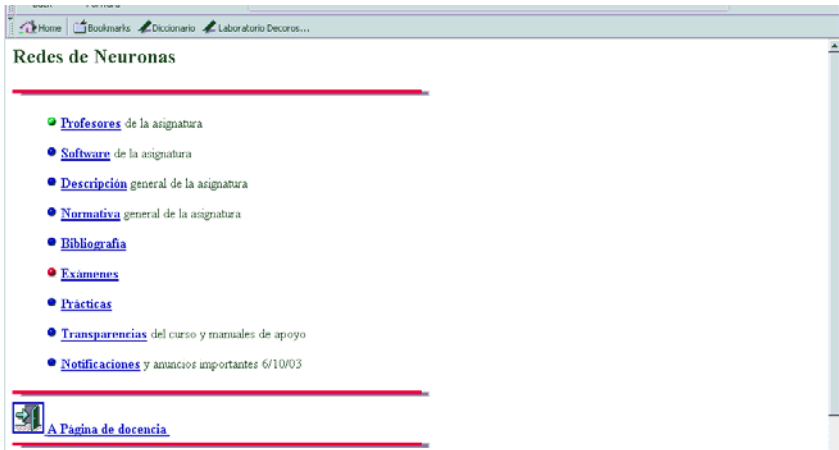 Home Bookmarks Diccionario Laboratorio Decoros...
Redes de Neuronas
Profesores de la asignatura
Software de la asignatura
Descripción general de la asignatura
Normativa general de la asignatura
Bibliografía
Exámenes
Prácticas
Transparencias del curso y manuales de apoyo
Notificaciones y anuncios importantes 6/10/03
A Página de docencia